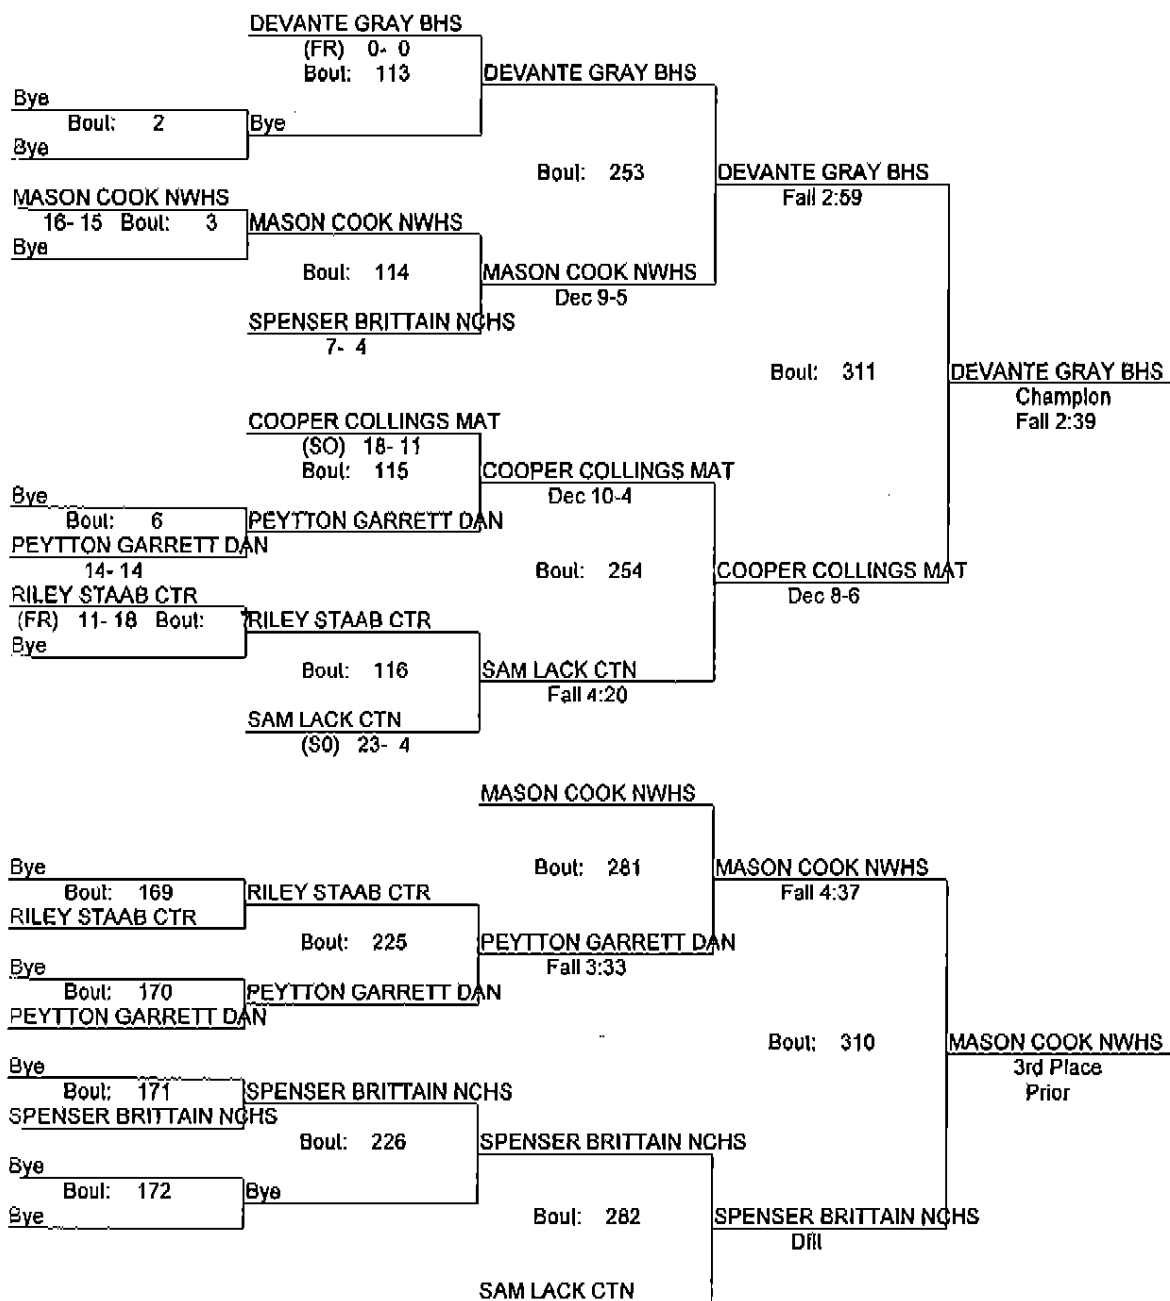 DEVANTE GRAY BHS
(FR) 0- 0
Bout: 113
DEVANTE GRAY BHS
Bye
Bout: 2
Bye
Bye
Bout: 253
DEVANTE GRAY BHS
Fall 2:59
MASON COOK NWHS
16- 15 Bout: 3
MASON COOK NWHS
Bye
Bout: 114
MASON COOK NWHS
Dec 9-5
SPENSER BRITTAIN NCHS
7- 4
Bout: 311
DEVANTE GRAY BHS
Champion
Fall 2:39
COOPER COLLINGS MAT
(SO) 18- 11
Bout: 115
COOPER COLLINGS MAT
Dec 10-4
Bye
Bout: 6
PEYTTON GARRETT DAN
PEYTTON GARRETT DAN
14- 14
Bout: 254
COOPER COLLINGS MAT
Dec 8-6
RILEY STAAB CTR
(FR) 11- 18 Bout: 7
RILEY STAAB CTR
Bye
Bout: 116
SAM LACK CTN
Fall 4:20
SAM LACK CTN
(SO) 23- 4
MASON COOK NWHS
Bout: 281
MASON COOK NWHS
Fall 4:37
Bye
Bout: 169
RILEY STAAB CTR
RILEY STAAB CTR
Bout: 225
PEYTTON GARRETT DAN
Fall 3:33
Bye
Bout: 170
PEYTTON GARRETT DAN
PEYTTON GARRETT DAN
Bout: 310
MASON COOK NWHS
3rd Place
Prior
Bye
Bout: 171
SPENSER BRITTAIN NCHS
SPENSER BRITTAIN NCHS
Bout: 226
SPENSER BRITTAIN NCHS
Bye
Bout: 172
Bye
Bye
Bout: 282
SPENSER BRITTAIN NCHS
SAM LACK CTN